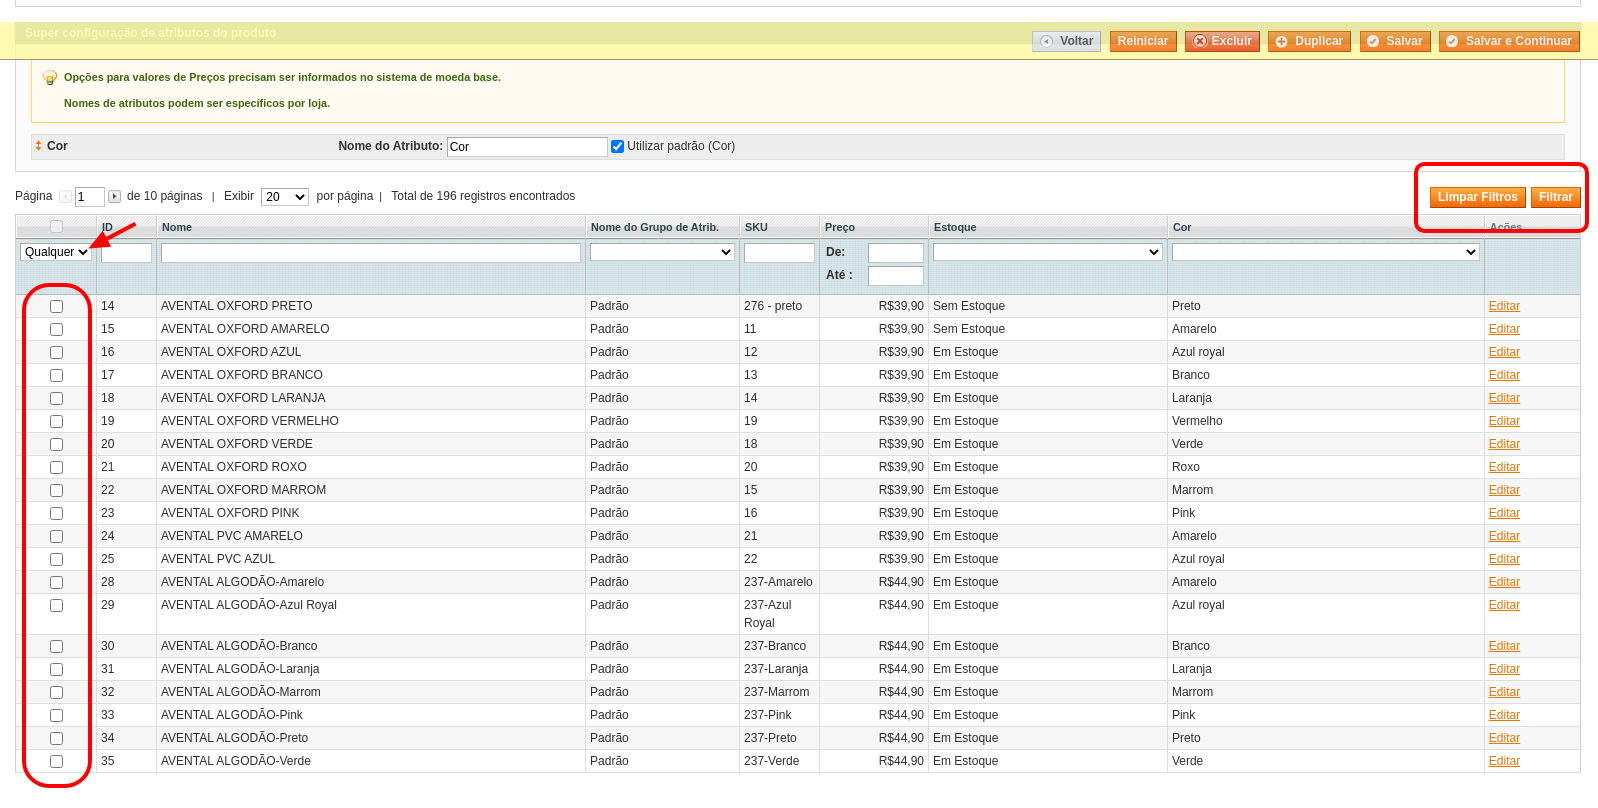 Super configuração de atributos do produto
Voltar Reiniciar Excluir Duplicar Salvar Salvar e Continuar
Opções para valores de Preços precisam ser informados no sistema de moeda base.
Nomes de atributos podem ser específicos por loja.
Cor Nome do Atributo: Cor Utilizar padrão (Cor)
Página 1 de 10 páginas | Exibir 20 por página | Total de 196 registros encontrados Limpar Filtros Filtrar
ID Nome Nome do Grupo de Atrib. SKU Preço Estoque Cor Ações
Qualquer De:
Até :
14 AVENTAL OXFORD PRETO Padrão 276 - preto R$39,90 Sem Estoque Preto Editar
15 AVENTAL OXFORD AMARELO Padrão 11 R$39,90 Sem Estoque Amarelo Editar
16 AVENTAL OXFORD AZUL Padrão 12 R$39,90 Em Estoque Azul royal Editar
17 AVENTAL OXFORD BRANCO Padrão 13 R$39,90 Em Estoque Branco Editar
18 AVENTAL OXFORD LARANJA Padrão 14 R$39,90 Em Estoque Laranja Editar
19 AVENTAL OXFORD VERMELHO Padrão 19 R$39,90 Em Estoque Vermelho Editar
20 AVENTAL OXFORD VERDE Padrão 18 R$39,90 Em Estoque Verde Editar
21 AVENTAL OXFORD ROXO Padrão 20 R$39,90 Em Estoque Roxo Editar
22 AVENTAL OXFORD MARROM Padrão 15 R$39,90 Em Estoque Marrom Editar
23 AVENTAL OXFORD PINK Padrão 16 R$39,90 Em Estoque Pink Editar
24 AVENTAL PVC AMARELO Padrão 21 R$39,90 Em Estoque Amarelo Editar
25 AVENTAL PVC AZUL Padrão 22 R$39,90 Em Estoque Azul royal Editar
28 AVENTAL ALGODÃO-Amarelo Padrão 237-Amarelo R$44,90 Em Estoque Amarelo Editar
29 AVENTAL ALGODÃO-Azul Royal Padrão 237-Azul R$44,90 Em Estoque Azul royal Editar
Royal
30 AVENTAL ALGODÃO-Branco Padrão 237-Branco R$44,90 Em Estoque Branco Editar
31 AVENTAL ALGODÃO-Laranja Padrão 237-Laranja R$44,90 Em Estoque Laranja Editar
32 AVENTAL ALGODÃO-Marrom Padrão 237-Marrom R$44,90 Em Estoque Marrom Editar
33 AVENTAL ALGODÃO-Pink Padrão 237-Pink R$44,90 Em Estoque Pink Editar
34 AVENTAL ALGODÃO-Preto Padrão 237-Preto R$44,90 Em Estoque Preto Editar
35 AVENTAL ALGODÃO-Verde Padrão 237-Verde R$44,90 Em Estoque Verde Editar